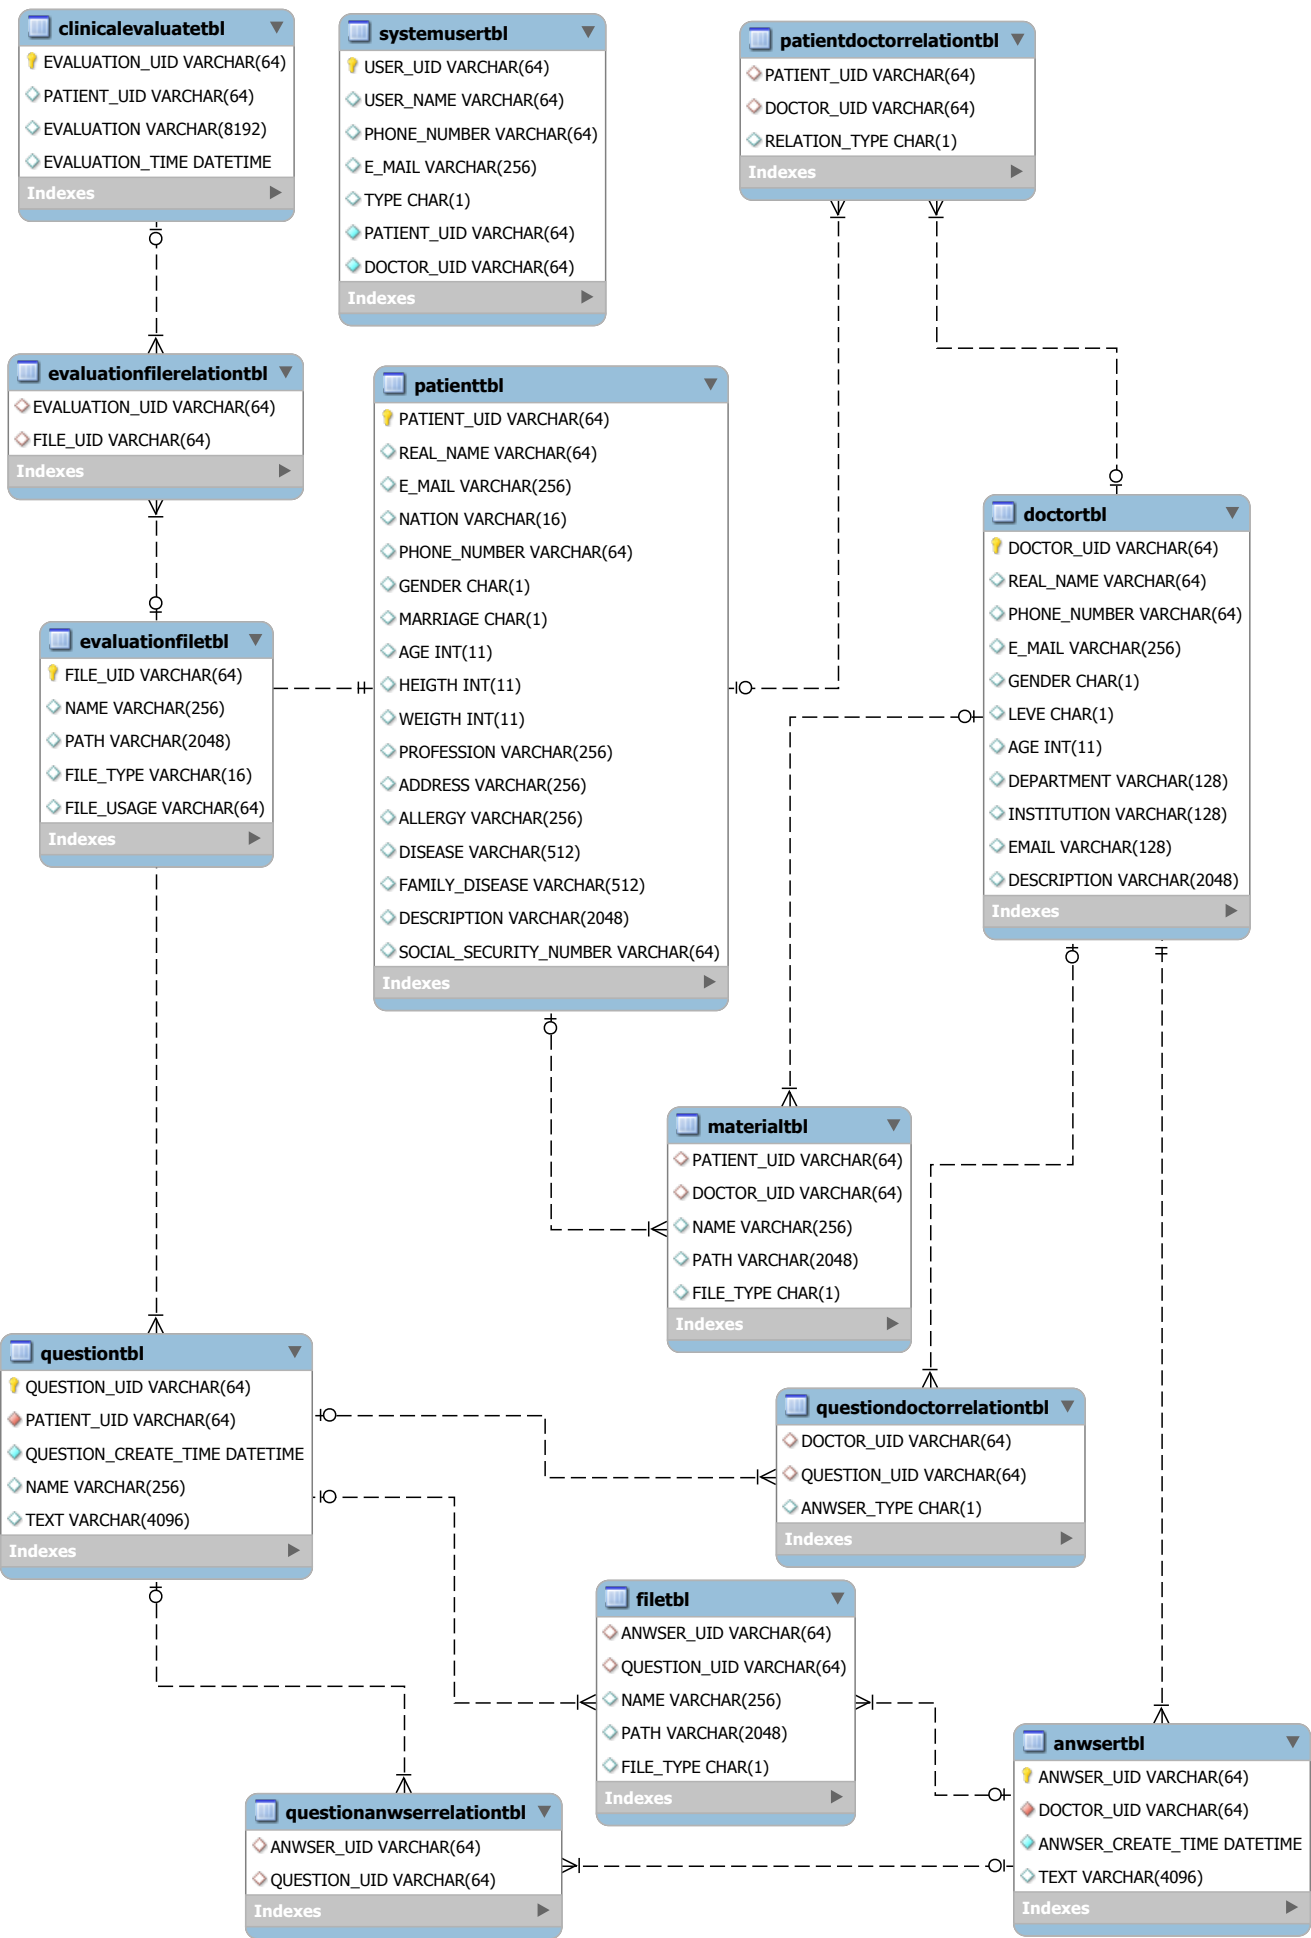 clinicalevaluatetbl
EVALUATION_UID VARCHAR(64)
PATIENT_UID VARCHAR(64)
EVALUATION VARCHAR(8192)
EVALUATION_TIME DATETIME
Indexes
systemusertbl
USER_UID VARCHAR(64)
USER_NAME VARCHAR(64)
PHONE_NUMBER VARCHAR(64)
E_MAIL VARCHAR(256)
TYPE CHAR(1)
PATIENT_UID VARCHAR(64)
DOCTOR_UID VARCHAR(64)
Indexes
patientdoctorrelationtbl
PATIENT_UID VARCHAR(64)
DOCTOR_UID VARCHAR(64)
RELATION_TYPE CHAR(1)
Indexes
evaluationfilerelationtbl
EVALUATION_UID VARCHAR(64)
FILE_UID VARCHAR(64)
Indexes
patienttbl
PATIENT_UID VARCHAR(64)
REAL_NAME VARCHAR(64)
E_MAIL VARCHAR(256)
NATION VARCHAR(16)
PHONE_NUMBER VARCHAR(64)
GENDER CHAR(1)
MARRIAGE CHAR(1)
AGE INT(11)
HEIGTH INT(11)
WEIGTH INT(11)
PROFESSION VARCHAR(256)
ADDRESS VARCHAR(256)
ALLERGY VARCHAR(256)
DISEASE VARCHAR(512)
FAMILY_DISEASE VARCHAR(512)
DESCRIPTION VARCHAR(2048)
SOCIAL_SECURITY_NUMBER VARCHAR(64)
Indexes
doctortbl
DOCTOR_UID VARCHAR(64)
REAL_NAME VARCHAR(64)
PHONE_NUMBER VARCHAR(64)
E_MAIL VARCHAR(256)
GENDER CHAR(1)
LEVE CHAR(1)
AGE INT(11)
DEPARTMENT VARCHAR(128)
INSTITUTION VARCHAR(128)
EMAIL VARCHAR(128)
DESCRIPTION VARCHAR(2048)
Indexes
evaluationfiletbl
FILE_UID VARCHAR(64)
NAME VARCHAR(256)
PATH VARCHAR(2048)
FILE_TYPE VARCHAR(16)
FILE_USAGE VARCHAR(64)
Indexes
materialtbl
PATIENT_UID VARCHAR(64)
DOCTOR_UID VARCHAR(64)
NAME VARCHAR(256)
PATH VARCHAR(2048)
FILE_TYPE CHAR(1)
Indexes
questiontbl
QUESTION_UID VARCHAR(64)
PATIENT_UID VARCHAR(64)
QUESTION_CREATE_TIME DATETIME
NAME VARCHAR(256)
TEXT VARCHAR(4096)
Indexes
questiondoctorrelationtbl
DOCTOR_UID VARCHAR(64)
QUESTION_UID VARCHAR(64)
ANWSER_TYPE CHAR(1)
Indexes
filetbl
ANWSER_UID VARCHAR(64)
QUESTION_UID VARCHAR(64)
NAME VARCHAR(256)
PATH VARCHAR(2048)
FILE_TYPE CHAR(1)
Indexes
anwsertbl
ANWSER_UID VARCHAR(64)
DOCTOR_UID VARCHAR(64)
ANWSER_CREATE_TIME DATETIME
TEXT VARCHAR(4096)
Indexes
questionanwserrelationtbl
ANWSER_UID VARCHAR(64)
QUESTION_UID VARCHAR(64)
Indexes